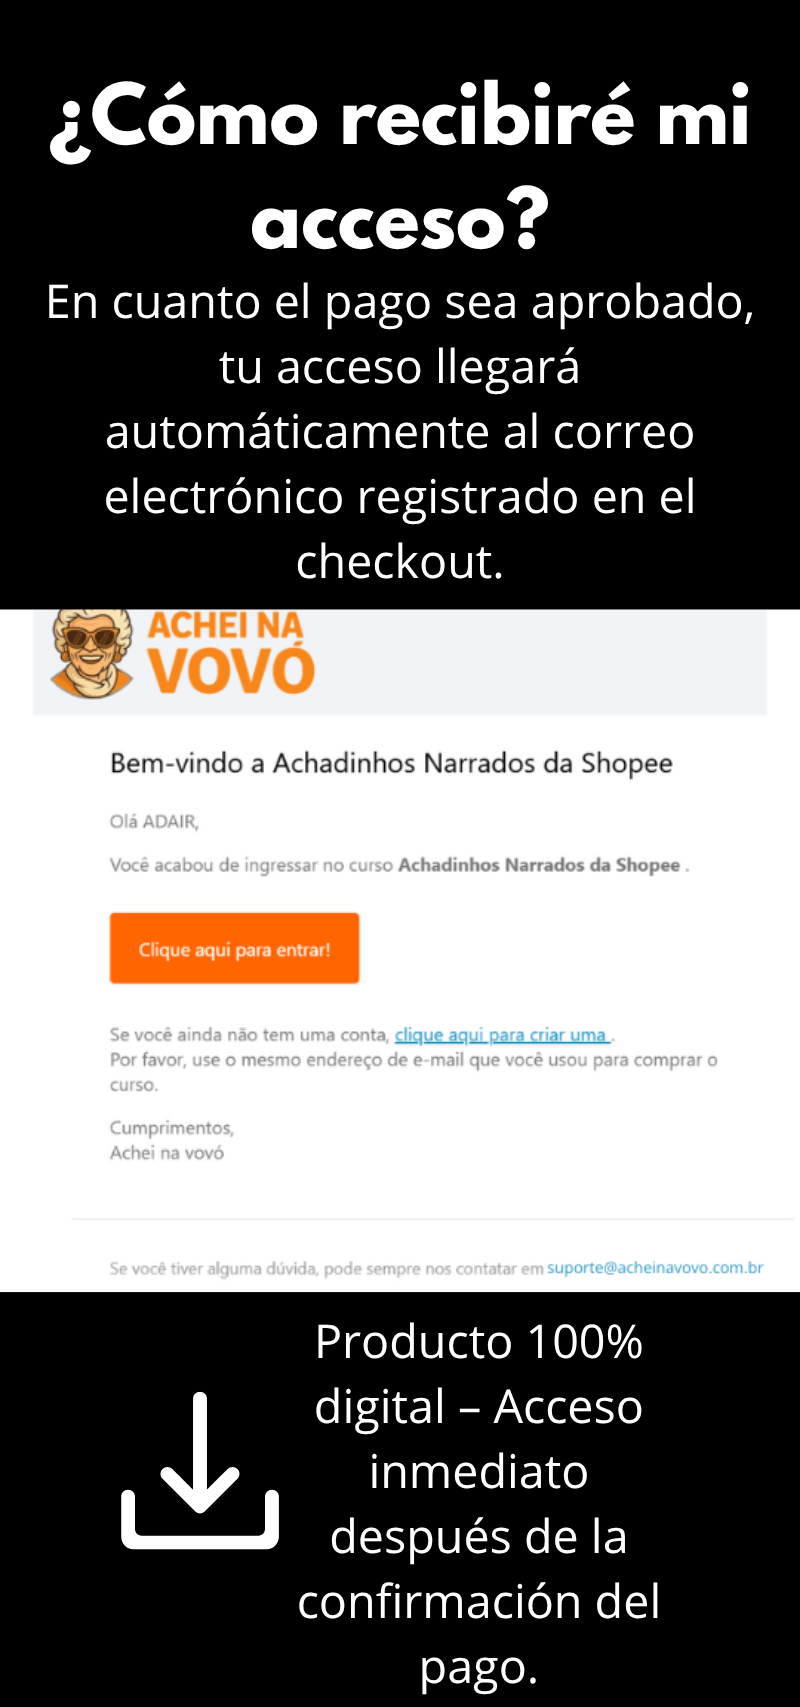 ¿Cómo recibiré mi
acceso?
En cuanto el pago sea aprobado,
tu acceso llegará
automáticamente al correo
electrónico registrado en el
checkout.
ACHEI NA
VOVÓ
Bem-vindo a Achadinhos Narrados da Shopee
Olá ADAIR,
Você acabou de ingressar no curso Achadinhos Narrados da Shopee .
Clique aqui para entrar!
Se você ainda não tem uma conta, clique aqui para criar uma .
Por favor, use o mesmo endereço de e-mail que você usou para comprar o
curso.
Cumprimentos,
Achei na vovó
Se você tiver alguma dúvida, pode sempre nos contatar em suporte@acheinavovo.com.br
Producto 100%
digital – Acceso
inmediato
después de la
confirmación del
pago.